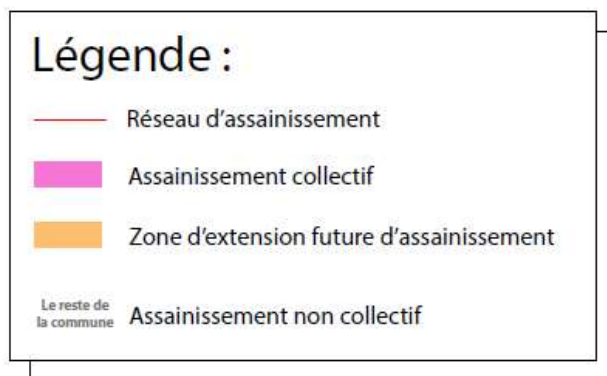 Légende :
Réseau d'assainissement
Assainissement collectif
Zone d'extension future d'assainissement
Le reste de
la commune
Assainissement non collectif